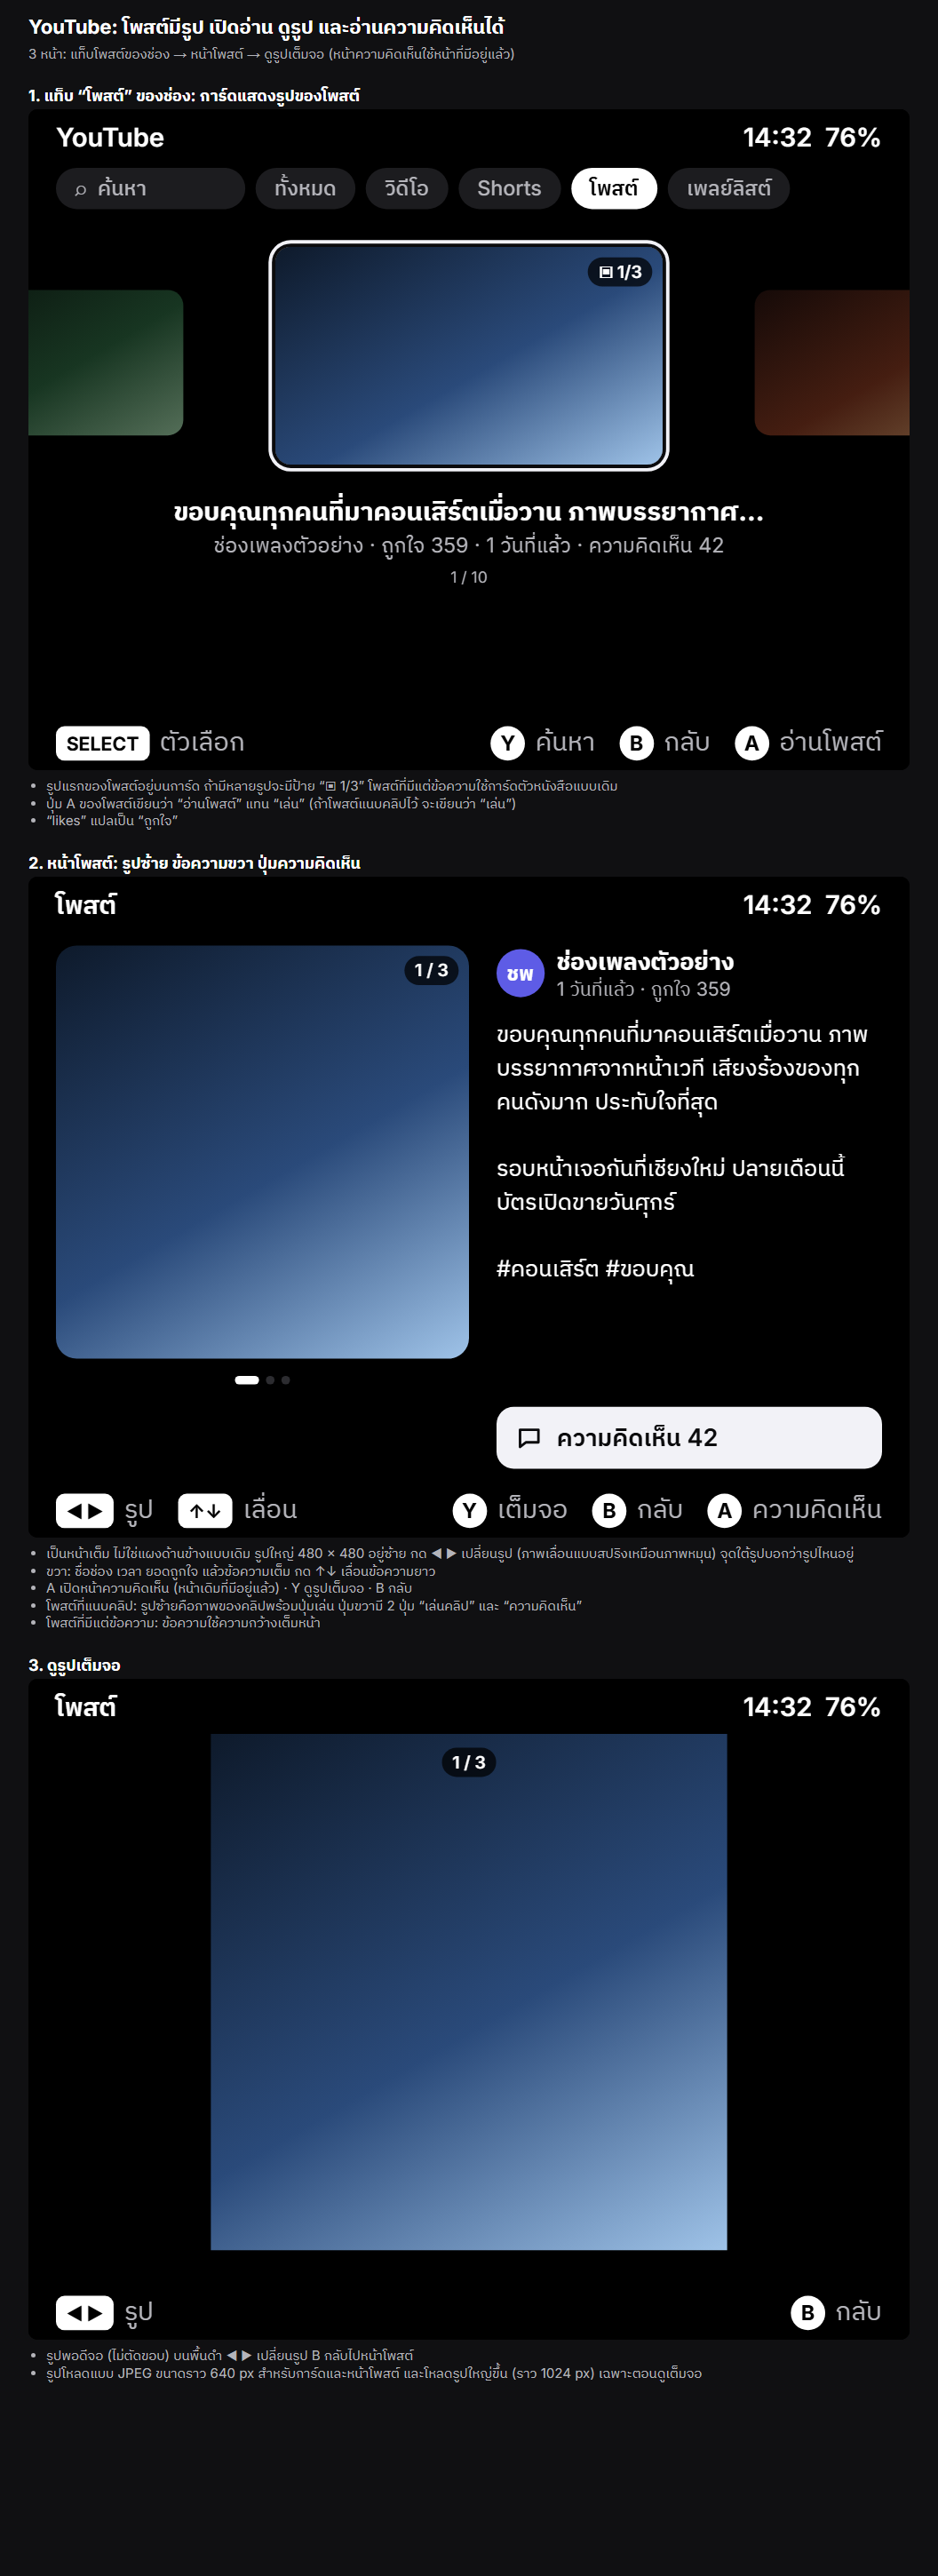 YouTube: โพสต์มีรูป เปิดอ่าน ดูรูป และอ่านความคิดเห็นได้
3 หน้า: แท็บโพสต์ของช่อง → หน้าโพสต์ → ดูรูปเต็มจอ (หน้าความคิดเห็นใช้หน้าที่มีอยู่แล้ว)
1. แท็บ “โพสต์” ของช่อง: การ์ดแสดงรูปของโพสต์
YouTube 14:32 76%
⌕ ค้นหา ทั้งหมด วิดีโอ Shorts โพสต์ เพลย์ลิสต์
▣ 1/3
ขอบคุณทุกคนที่มาคอนเสิร์ตเมื่อวาน ภาพบรรยากาศ…
ช่องเพลงตัวอย่าง · ถูกใจ 359 · 1 วันที่แล้ว · ความคิดเห็น 42
1 / 10
SELECT ตัวเลือก Y ค้นหา B กลับ A อ่านโพสต์
• รูปแรกของโพสต์อยู่บนการ์ด ถ้ามีหลายรูปจะมีป้าย “▣ 1/3” โพสต์ที่มีแต่ข้อความใช้การ์ดตัวหนังสือแบบเดิม
• ปุ่ม A ของโพสต์เขียนว่า “อ่านโพสต์” แทน “เล่น” (ถ้าโพสต์แนบคลิปไว้ จะเขียนว่า “เล่น”)
• “likes” แปลเป็น “ถูกใจ”
2. หน้าโพสต์: รูปซ้าย ข้อความขวา ปุ่มความคิดเห็น
โพสต์ 14:32 76%
1 / 3
ชพ ช่องเพลงตัวอย่าง
1 วันที่แล้ว · ถูกใจ 359
ขอบคุณทุกคนที่มาคอนเสิร์ตเมื่อวาน ภาพ
บรรยากาศจากหน้าเวที เสียงร้องของทุก
คนดังมาก ประทับใจที่สุด
รอบหน้าเจอกันที่เชียงใหม่ ปลายเดือนนี้
บัตรเปิดขายวันศุกร์
#คอนเสิร์ต #ขอบคุณ
ความคิดเห็น 42
◀ ▶ รูป ↑↓ เลื่อน Y เต็มจอ B กลับ A ความคิดเห็น
• เป็นหน้าเต็ม ไม่ใช่แผงด้านข้างแบบเดิม รูปใหญ่ 480 × 480 อยู่ซ้าย กด ◀ ▶ เปลี่ยนรูป (ภาพเลื่อนแบบสปริงเหมือนภาพหมุน) จุดใต้รูปบอกว่ารูปไหนอยู่
• ขวา: ชื่อช่อง เวลา ยอดถูกใจ แล้วข้อความเต็ม กด ↑↓ เลื่อนข้อความยาว
• A เปิดหน้าความคิดเห็น (หน้าเดิมที่มีอยู่แล้ว) · Y ดูรูปเต็มจอ · B กลับ
• โพสต์ที่แนบคลิป: รูปซ้ายคือภาพของคลิปพร้อมปุ่มเล่น ปุ่มขวามี 2 ปุ่ม “เล่นคลิป” และ “ความคิดเห็น”
• โพสต์ที่มีแต่ข้อความ: ข้อความใช้ความกว้างเต็มหน้า
3. ดูรูปเต็มจอ
โพสต์ 14:32 76%
1 / 3
◀ ▶ รูป B กลับ
• รูปพอดีจอ (ไม่ตัดขอบ) บนพื้นดำ ◀ ▶ เปลี่ยนรูป B กลับไปหน้าโพสต์
• รูปโหลดแบบ JPEG ขนาดราว 640 px สำหรับการ์ดและหน้าโพสต์ และโหลดรูปใหญ่ขึ้น (ราว 1024 px) เฉพาะตอนดูเต็มจอ